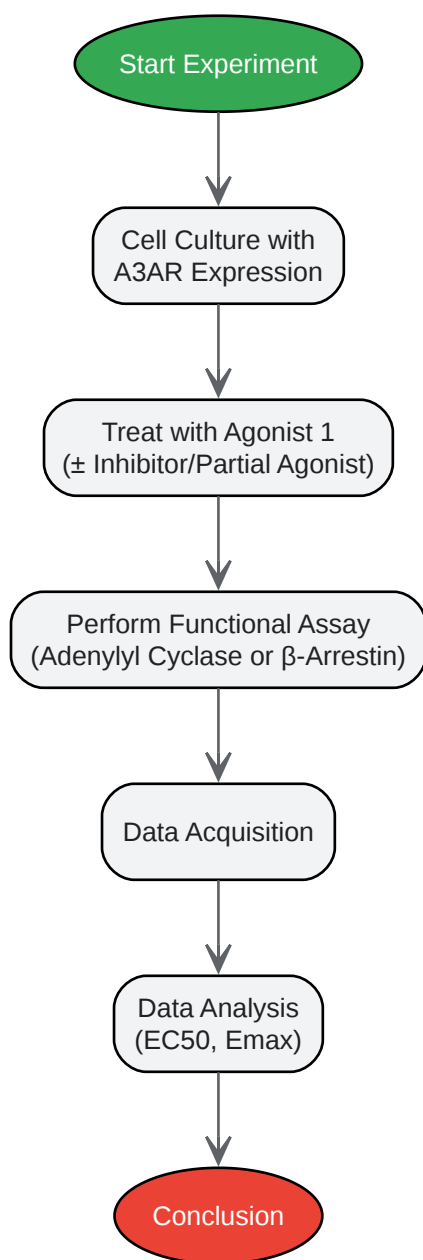 Start Experiment
Cell Culture with
A3AR Expression
Treat with Agonist 1
(± Inhibitor/Partial Agonist)
Perform Functional Assay
(Adenylyl Cyclase or β-Arrestin)
Data Acquisition
Data Analysis
(EC50, Emax)
Conclusion